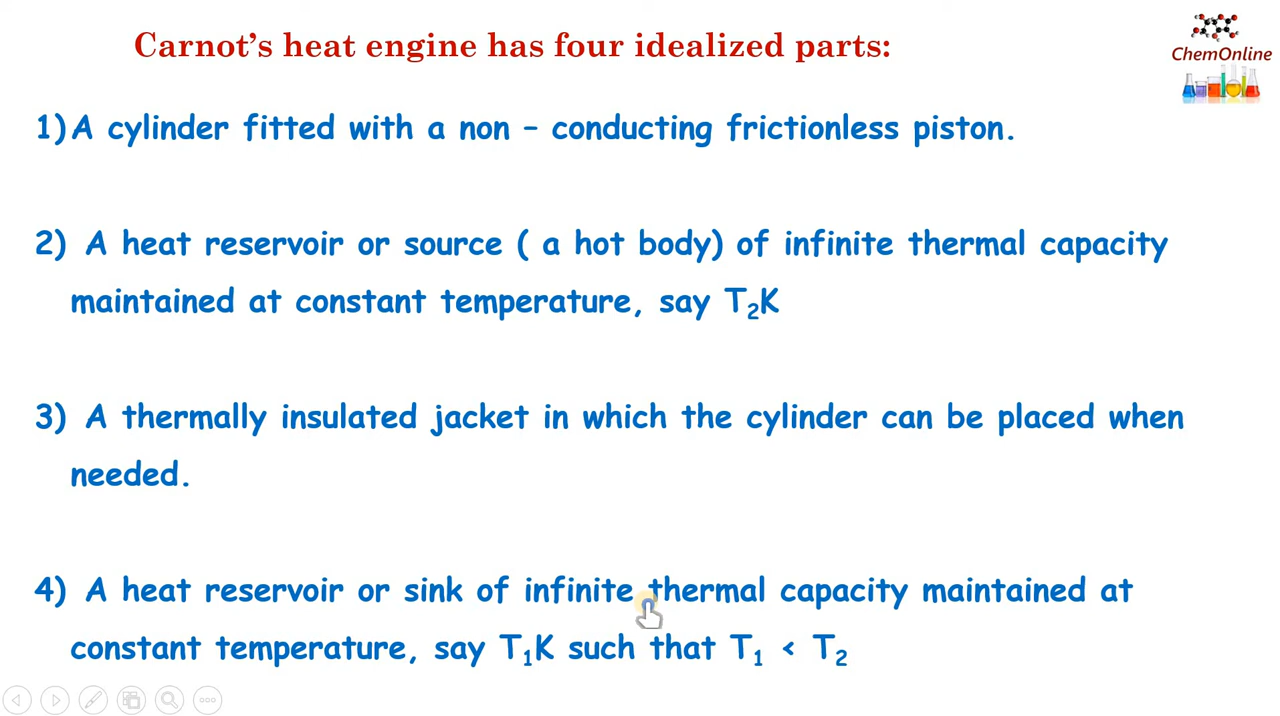 Carnot's heat engine has four idealized parts:
ChemOnline
1) A cylinder fitted with a non – conducting frictionless piston.
2) A heat reservoir or source ( a hot body) of infinite thermal capacity
maintained at constant temperature, say T₂K
3) A thermally insulated jacket in which the cylinder can be placed when
needed.
4) A heat reservoir or sink of infinite thermal capacity maintained at
constant temperature, say T₁K such that T₁ < T₂